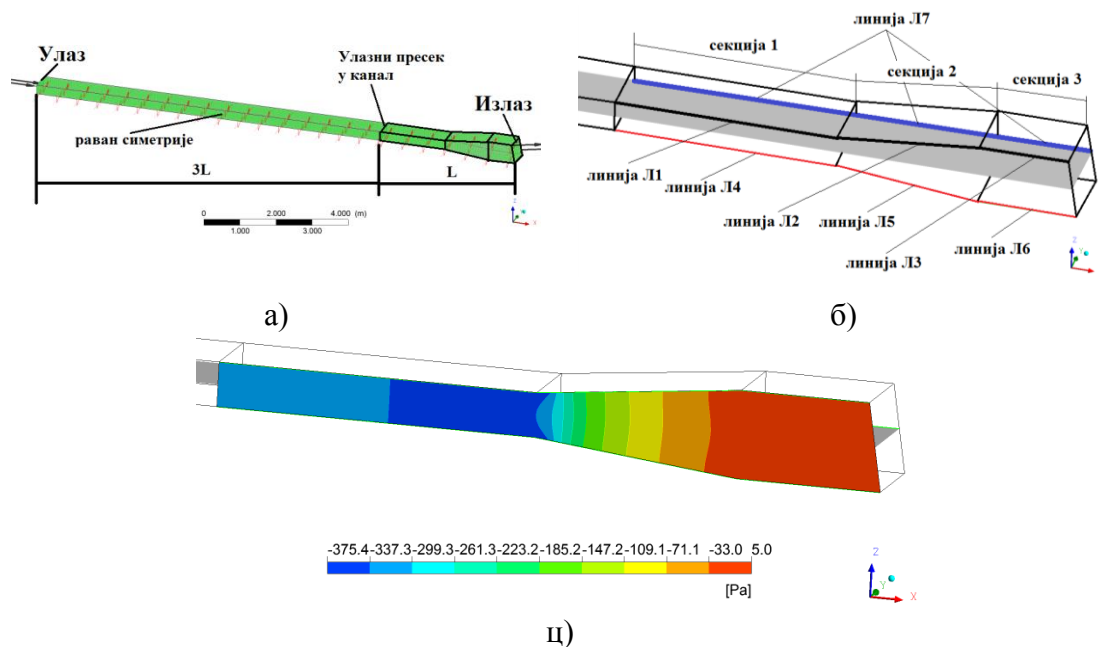 Улаз
Улазни пресек
у канал
Излаз
раван симетрије
3L
L
0 2.000 4.000 (m)
1.000 3.000
z
x
а)
линија Л7
секција 1
секција 2
секција 3
линија Л1
линија Л4
линија Л2
линија Л5
линија Л3
линија Л6
Z
Y
X
б)
-375.4 -337.3 -299.3 -261.3 -223.2 -185.2 -147.2 -109.1 -71.1 -33.0 5.0
[Pa]
Z
Y
X
ц)